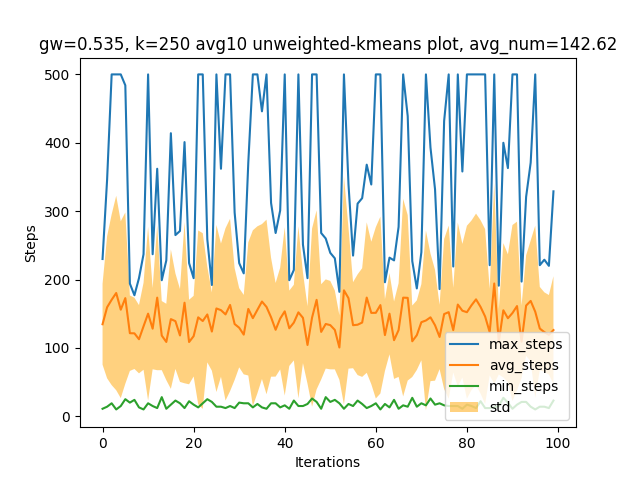 gw=0.535, k=250 avg10 unweighted-kmeans plot, avg_num=142.62
500
400
300
200
100
0
Steps
0 20 40 60 80 100
Iterations
max_steps
avg_steps
min_steps
std